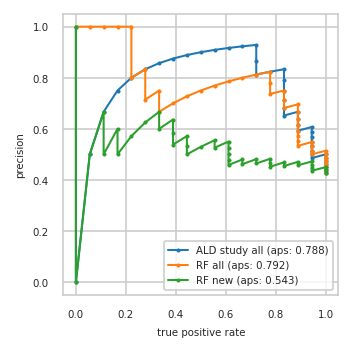 1.0
0.8
0.6
0.4
0.2
0.0
precision
ALD study all (aps: 0.788)
RF all (aps: 0.792)
RF new (aps: 0.543)
0.0 0.2 0.4 0.6 0.8 1.0
true positive rate